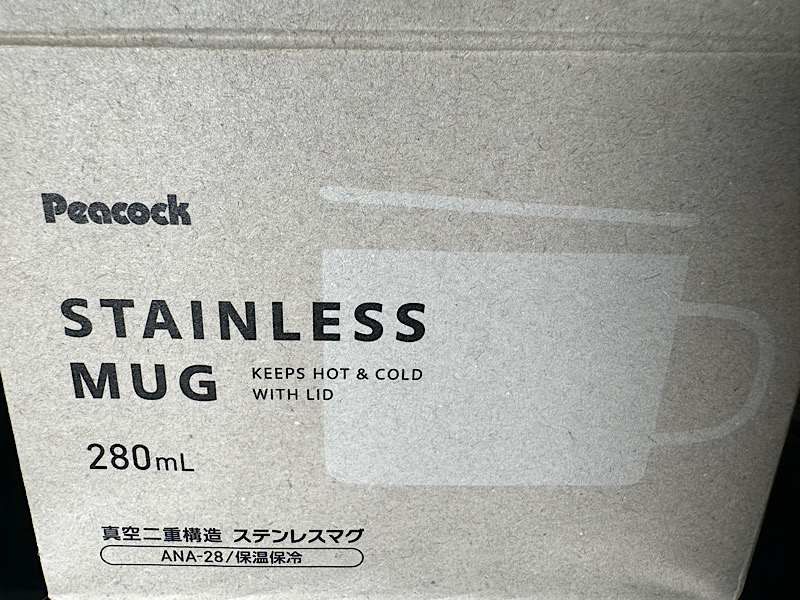 Peacock
STAINLESS
MUG
KEEPS HOT & COLD
WITH LID
280mL
真空二重構造 ステンレスマグ
ANA-28/保温保冷